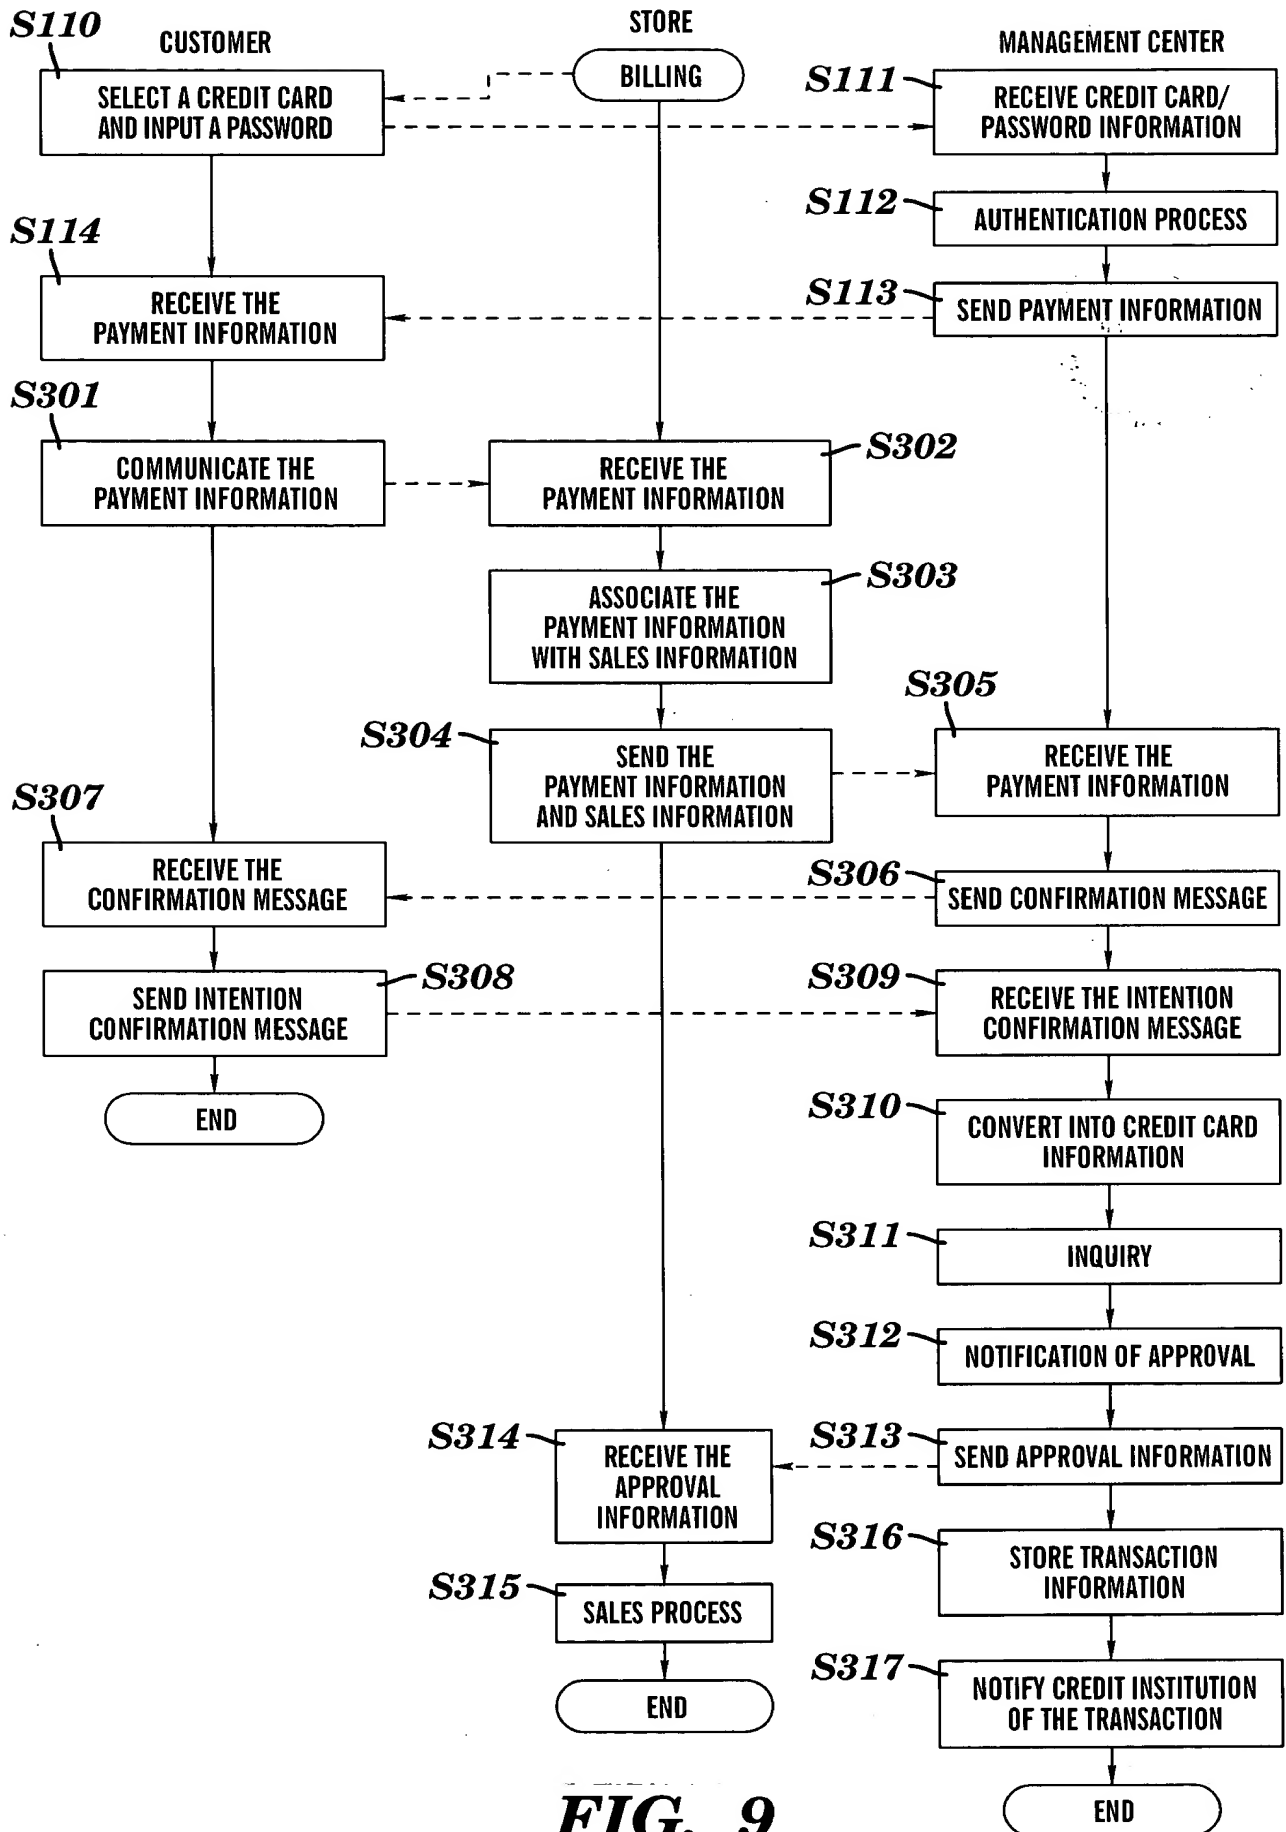 S110
CUSTOMER
STORE
MANAGEMENT CENTER
BILLING
SELECT A CREDIT CARD
AND INPUT A PASSWORD
S111
RECEIVE CREDIT CARD/
PASSWORD INFORMATION
S112
AUTHENTICATION PROCESS
S114
RECEIVE THE
PAYMENT INFORMATION
S113
SEND PAYMENT INFORMATION
S301
COMMUNICATE THE
PAYMENT INFORMATION
S302
RECEIVE THE
PAYMENT INFORMATION
S303
ASSOCIATE THE
PAYMENT INFORMATION
WITH SALES INFORMATION
S304
SEND THE
PAYMENT INFORMATION
AND SALES INFORMATION
S305
RECEIVE THE
PAYMENT INFORMATION
S307
RECEIVE THE
CONFIRMATION MESSAGE
S306
SEND CONFIRMATION MESSAGE
S308
SEND INTENTION
CONFIRMATION MESSAGE
S309
RECEIVE THE INTENTION
CONFIRMATION MESSAGE
END
S310
CONVERT INTO CREDIT CARD
INFORMATION
S311
INQUIRY
S312
NOTIFICATION OF APPROVAL
S314
RECEIVE THE
APPROVAL
INFORMATION
S313
SEND APPROVAL INFORMATION
S316
STORE TRANSACTION
INFORMATION
S315
SALES PROCESS
S317
NOTIFY CREDIT INSTITUTION
OF THE TRANSACTION
END
END
FIG. 9